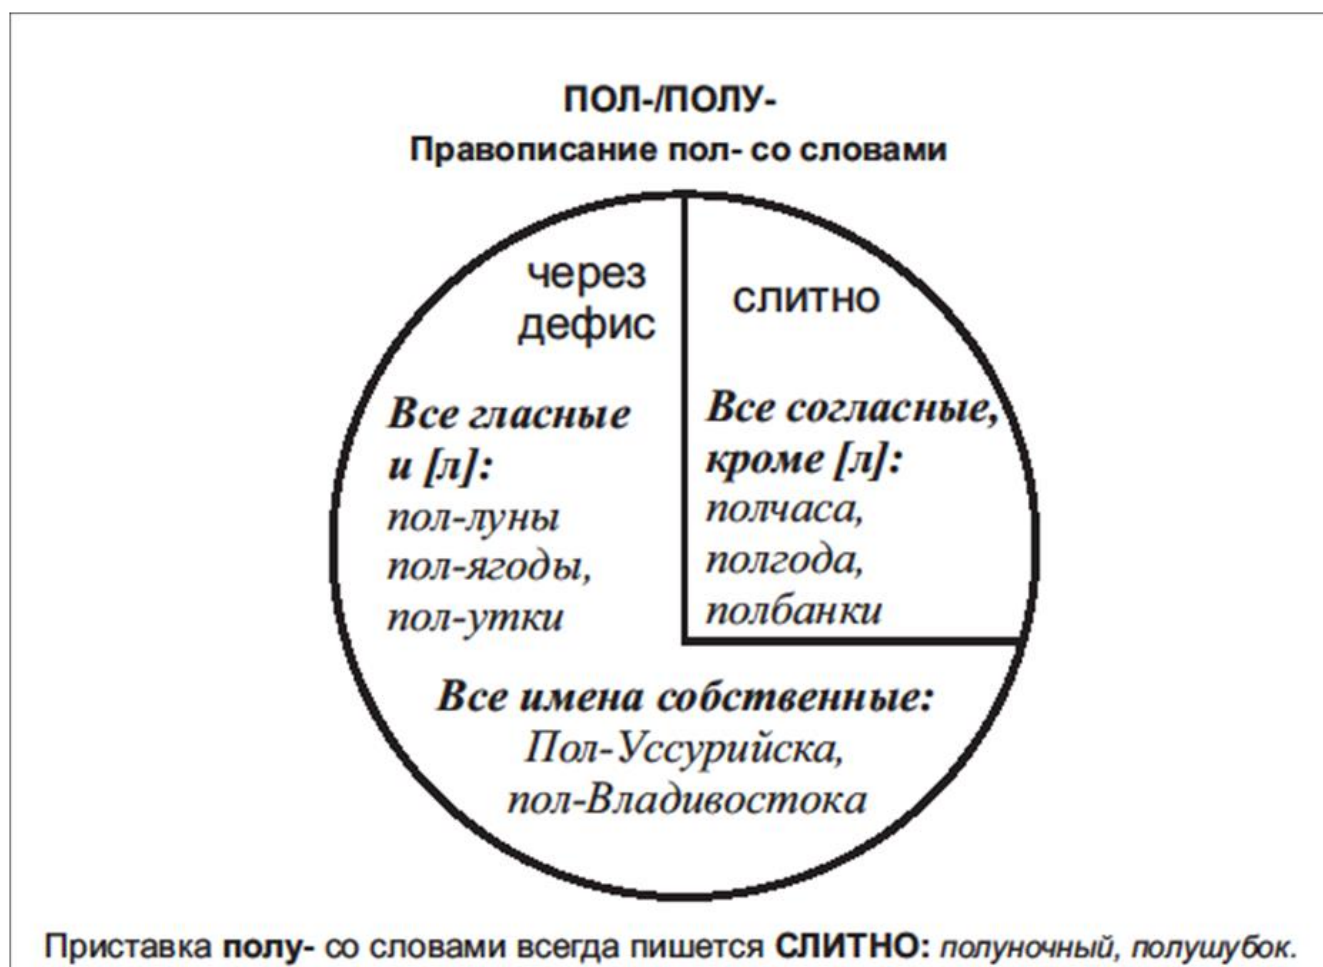 ПОЛ-/ПОЛУ-
Правописание пол- со словами
через
дефис
Все гласные
и [л]:
пол-луны
пол-ягоды,
пол-утки
слитно
Все согласные,
кроме [л]:
полчаса,
полгода,
полбанки
Все имена собственные:
Пол-Уссурийска,
пол-Владивостока
Приставка полу- со словами всегда пишется СЛИТНО: полуночный, полушубок.